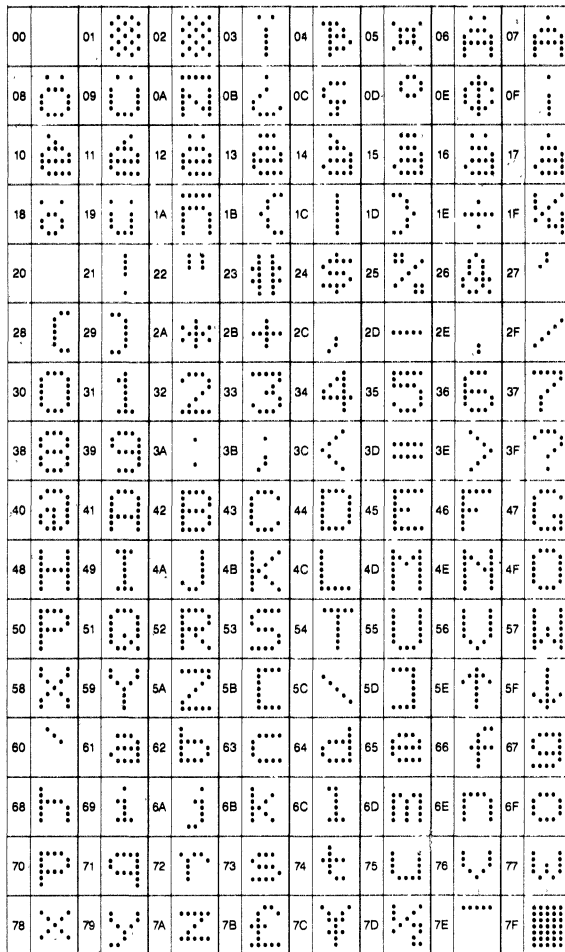 00 01 02 03 04 05 ¤ 06 Ä 07 Å
08 Ö 09 Ü 0A Ñ 0B ¿ 0C § 0D ° 0E 0F ¡
10 11 12 13 14 15 16 17
18 ö 19 ü 1A ñ 1B { 1C | 1D } 1E ÷ 1F
20 21 ! 22 " 23 # 24 $ 25 % 26 & 27 '
28 ( 29 ) 2A * 2B + 2C , 2D - 2E . 2F /
30 0 31 1 32 2 33 3 34 4 35 5 36 6 37 7
38 8 39 9 3A : 3B ; 3C < 3D = 3E > 3F ?
40 @ 41 A 42 B 43 C 44 D 45 E 46 F 47 G
48 H 49 I 4A J 4B K 4C L 4D M 4E N 4F O
50 P 51 Q 52 R 53 S 54 T 55 U 56 V 57 W
58 X 59 Y 5A Z 5B [ 5C \ 5D ] 5E ↑ 5F ↓
60 ` 61 a 62 b 63 c 64 d 65 e 66 f 67 g
68 h 69 i 6A j 6B k 6C l 6D m 6E n 6F o
70 p 71 q 72 r 73 s 74 t 75 u 76 v 77 w
78 x 79 y 7A z 7B £ 7C ¥ 7D 7E ‾ 7F